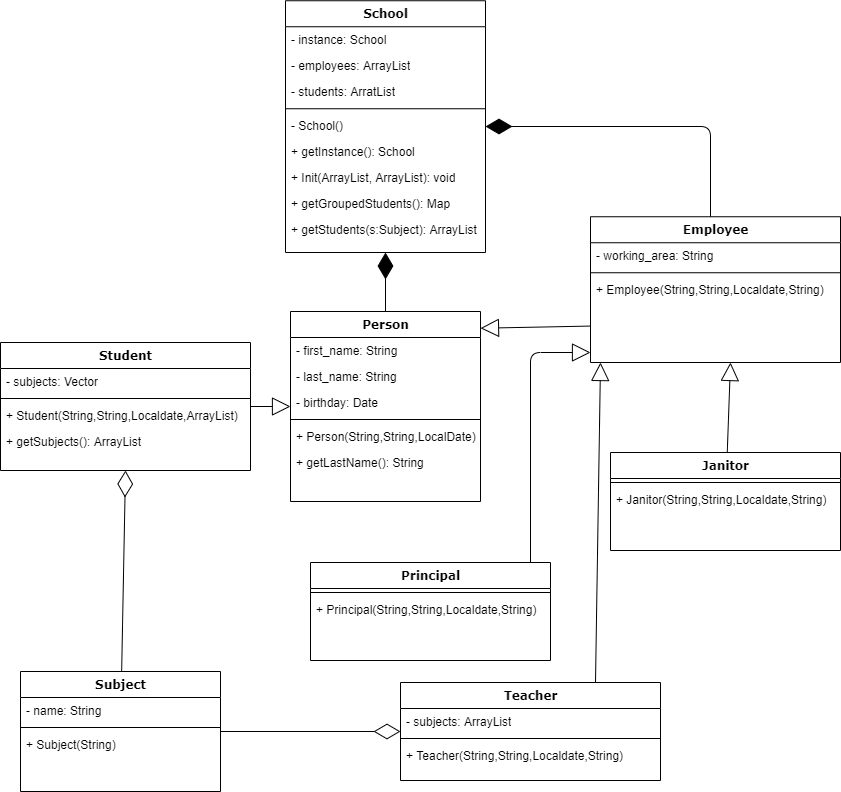 School
- instance: School
- employees: ArrayList
- students: ArratList
- School()
+ getInstance(): School
+ Init(ArrayList, ArrayList): void
+ getGroupedStudents(): Map
+ getStudents(s:Subject): ArrayList
Employee
- working_area: String
+ Employee(String,String,Localdate,String)
Person
- first_name: String
- last_name: String
- birthday: Date
+ Person(String,String,LocalDate)
+ getLastName(): String
Student
- subjects: Vector
+ Student(String,String,Localdate,ArrayList)
+ getSubjects(): ArrayList
Janitor
+ Janitor(String,String,Localdate,String)
Principal
+ Principal(String,String,Localdate,String)
Subject
- name: String
+ Subject(String)
Teacher
- subjects: ArrayList
+ Teacher(String,String,Localdate,String)